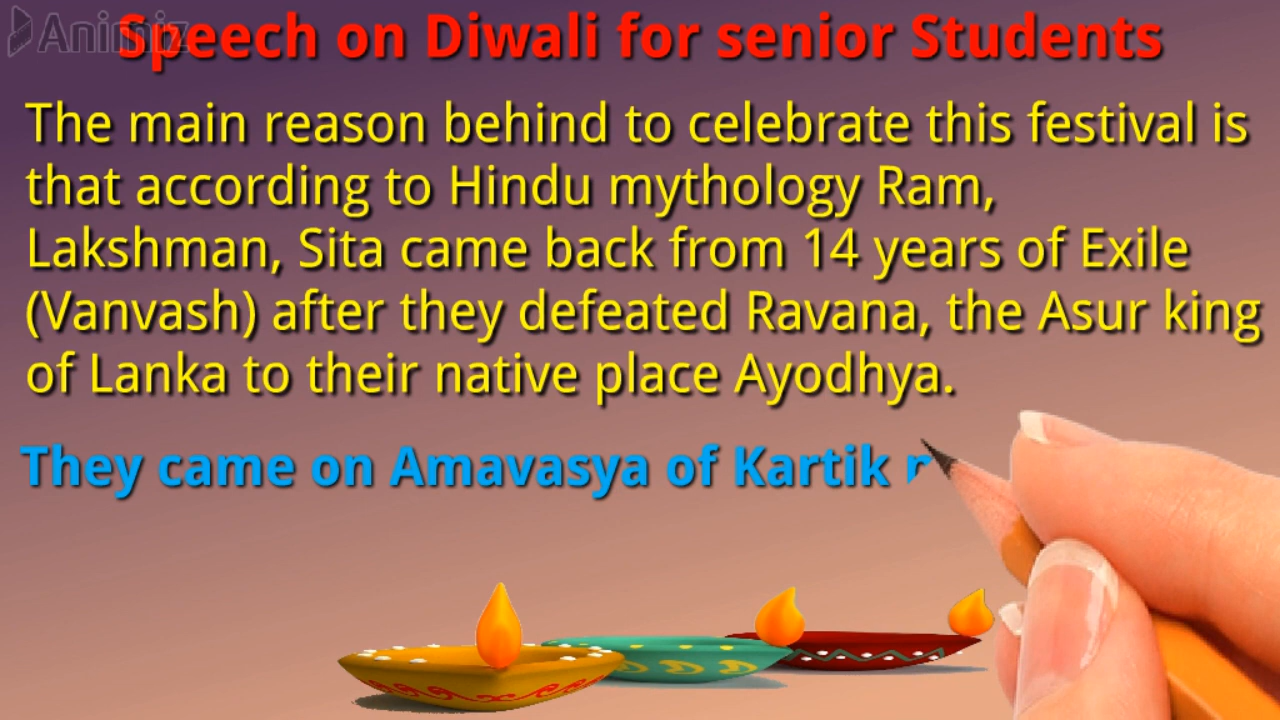 Animiz
Speech on Diwali for senior Students
The main reason behind to celebrate this festival is
that according to Hindu mythology Ram,
Lakshman, Sita came back from 14 years of Exile
(Vanvash) after they defeated Ravana, the Asur king
of Lanka to their native place Ayodhya.
They came on Amavasya of Kartik